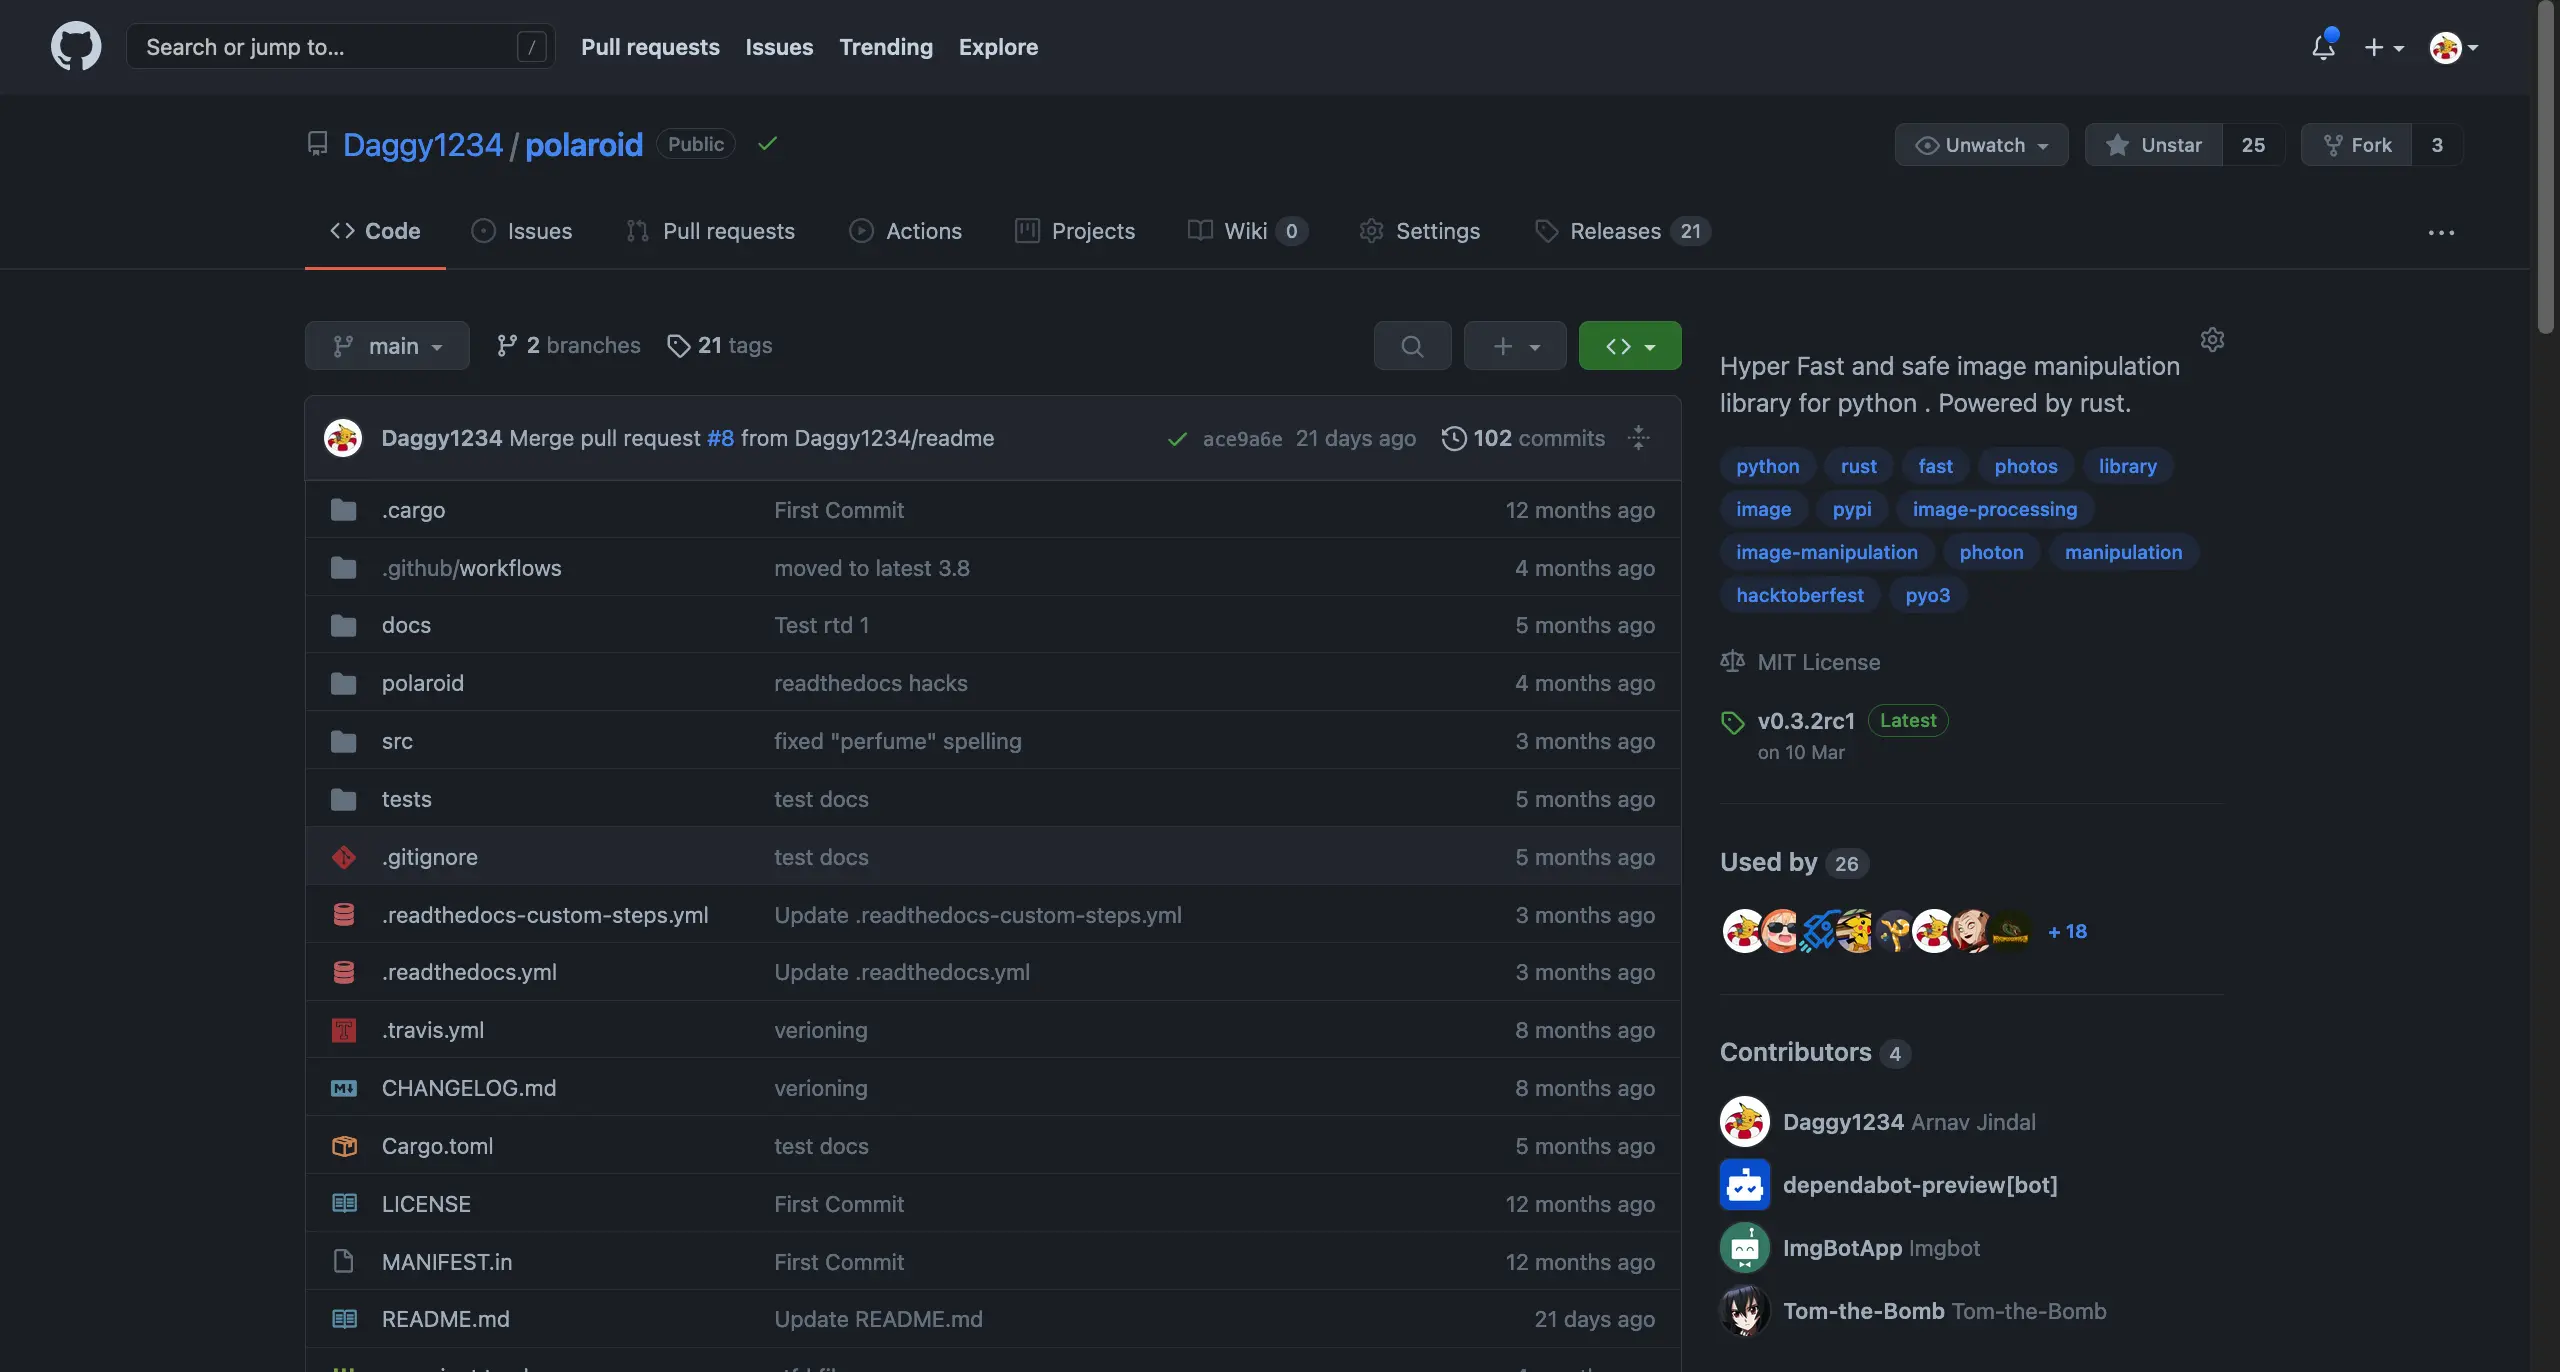 Search or jump to... /
Pull requests Issues Trending Explore
Daggy1234 / polaroid Public
Unwatch Unstar 25 Fork 3
Code Issues Pull requests Actions Projects Wiki 0 Settings Releases 21
main 2 branches 21 tags
Daggy1234 Merge pull request #8 from Daggy1234/readme ace9a6e 21 days ago 102 commits
.cargo First Commit 12 months ago
.github/workflows moved to latest 3.8 4 months ago
docs Test rtd 1 5 months ago
polaroid readthedocs hacks 4 months ago
src fixed "perfume" spelling 3 months ago
tests test docs 5 months ago
.gitignore test docs 5 months ago
.readthedocs-custom-steps.yml Update .readthedocs-custom-steps.yml 3 months ago
.readthedocs.yml Update .readthedocs.yml 3 months ago
.travis.yml verioning 8 months ago
CHANGELOG.md verioning 8 months ago
Cargo.toml test docs 5 months ago
LICENSE First Commit 12 months ago
MANIFEST.in First Commit 12 months ago
README.md Update README.md 21 days ago
Hyper Fast and safe image manipulation
library for python . Powered by rust.
python rust fast photos library
image pypi image-processing
image-manipulation photon manipulation
hacktoberfest pyo3
MIT License
v0.3.2rc1 Latest
on 10 Mar
Used by 26
+ 18
Contributors 4
Daggy1234 Arnav Jindal
dependabot-preview[bot]
ImgBotApp Imgbot
Tom-the-Bomb Tom-the-Bomb